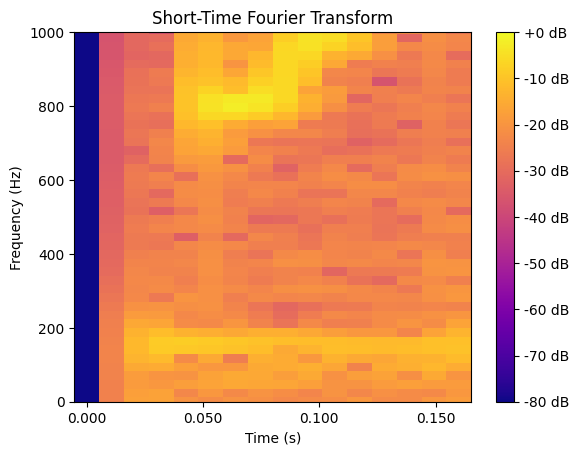 Short-Time Fourier Transform
Frequency (Hz)
1000
800
600
400
200
0
0.000
0.050
0.100
0.150
Time (s)
+0 dB
-10 dB
-20 dB
-30 dB
-40 dB
-50 dB
-60 dB
-70 dB
-80 dB